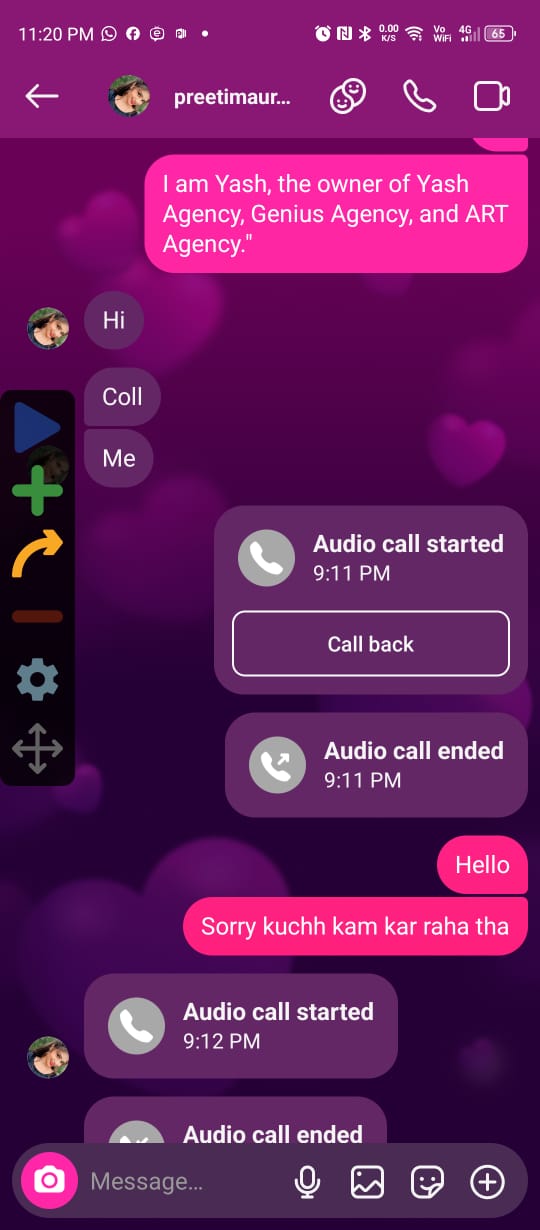 11:20 PM
0.00 K/S
Vo WiFi
4G
65
preetimaur...
I am Yash, the owner of Yash
Agency, Genius Agency, and ART
Agency."
Hi
Coll
Me
Audio call started
9:11 PM
Call back
Audio call ended
9:11 PM
Hello
Sorry kuchh kam kar raha tha
Audio call started
9:12 PM
Audio call ended
Message...